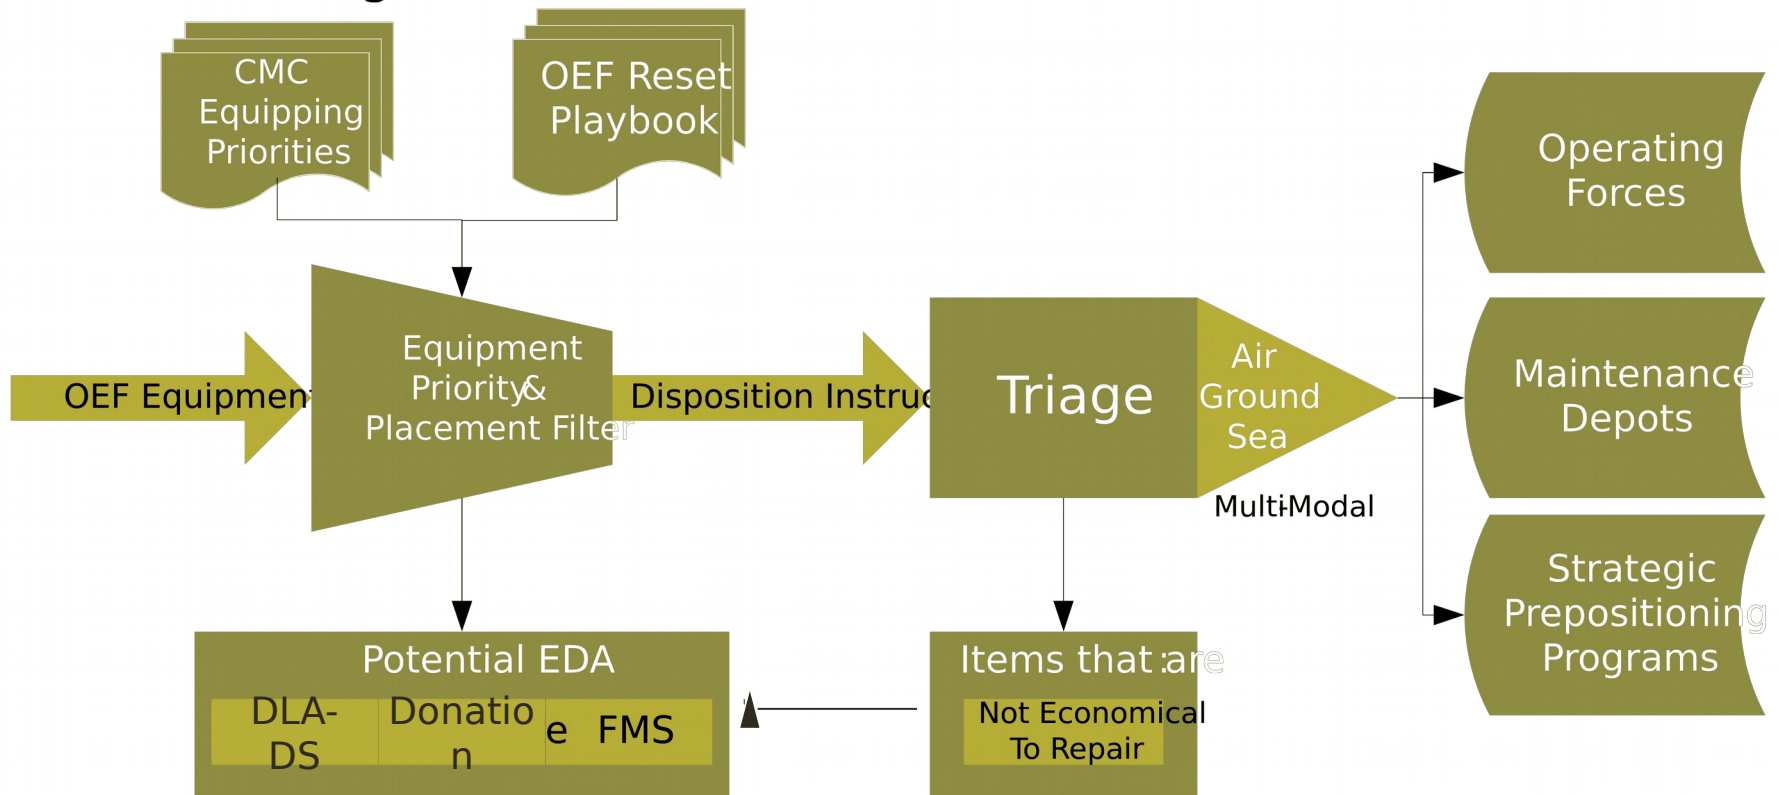 CMC
Equipping
Priorities
OEF Reset
Playbook
Operating
Forces
OEF Equipment
Equipment
Priority&
Placement Filter
Disposition Instruc
Triage
Air
Ground
Sea
Multi-Modal
Maintenance
Depots
Strategic
Prepositioning
Programs
Potential EDA
DLA-
DS
Donatio
n
e FMS
Items that are:
Not Economical
To Repair